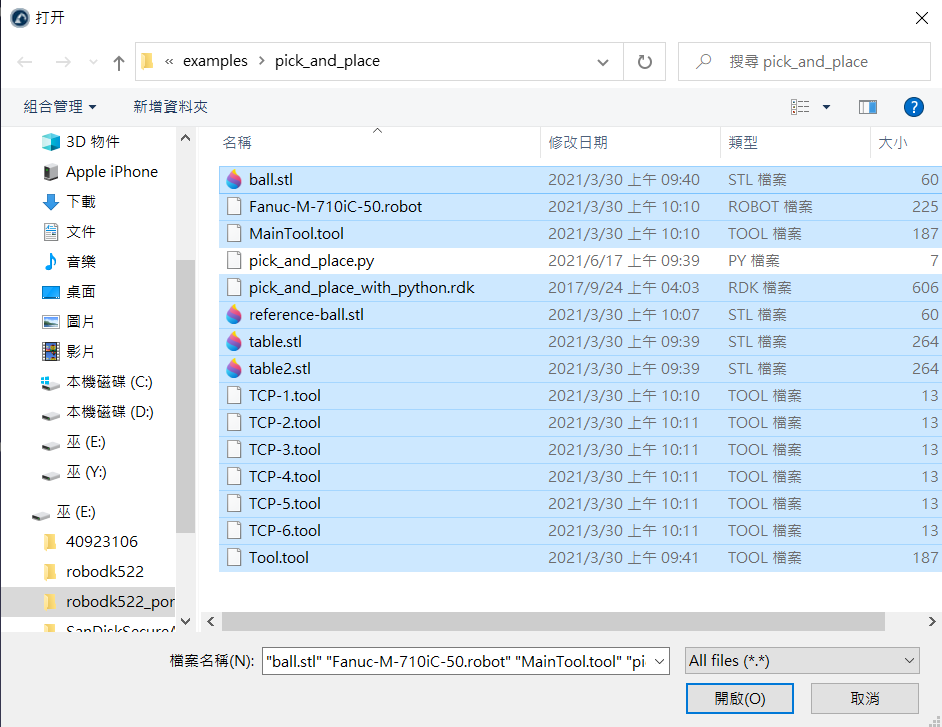 打开
« examples › pick_and_place
搜尋 pick_and_place
組合管理 新增資料夾
3D 物件
Apple iPhone
下載
文件
音樂
桌面
圖片
影片
本機磁碟 (C:)
本機磁碟 (D:)
巫 (E:)
巫 (Y:)
巫 (E:)
40923106
robodk522
robodk522_por
SanDiskSecureA
名稱 修改日期 類型 大小
ball.stl 2021/3/30 上午 09:40 STL 檔案 60
Fanuc-M-710iC-50.robot 2021/3/30 上午 10:10 ROBOT 檔案 225
MainTool.tool 2021/3/30 上午 10:10 TOOL 檔案 187
pick_and_place.py 2021/6/17 上午 09:39 PY 檔案 7
pick_and_place_with_python.rdk 2017/9/24 上午 04:03 RDK 檔案 606
reference-ball.stl 2021/3/30 上午 10:07 STL 檔案 60
table.stl 2021/3/30 上午 09:39 STL 檔案 264
table2.stl 2021/3/30 上午 09:39 STL 檔案 264
TCP-1.tool 2021/3/30 上午 10:10 TOOL 檔案 13
TCP-2.tool 2021/3/30 上午 10:11 TOOL 檔案 13
TCP-3.tool 2021/3/30 上午 10:11 TOOL 檔案 13
TCP-4.tool 2021/3/30 上午 10:11 TOOL 檔案 13
TCP-5.tool 2021/3/30 上午 10:11 TOOL 檔案 13
TCP-6.tool 2021/3/30 上午 10:11 TOOL 檔案 13
Tool.tool 2021/3/30 上午 09:41 TOOL 檔案 187
檔案名稱(N): "ball.stl" "Fanuc-M-710iC-50.robot" "MainTool.tool" "pi
All files (*.*)
開啟(O) 取消